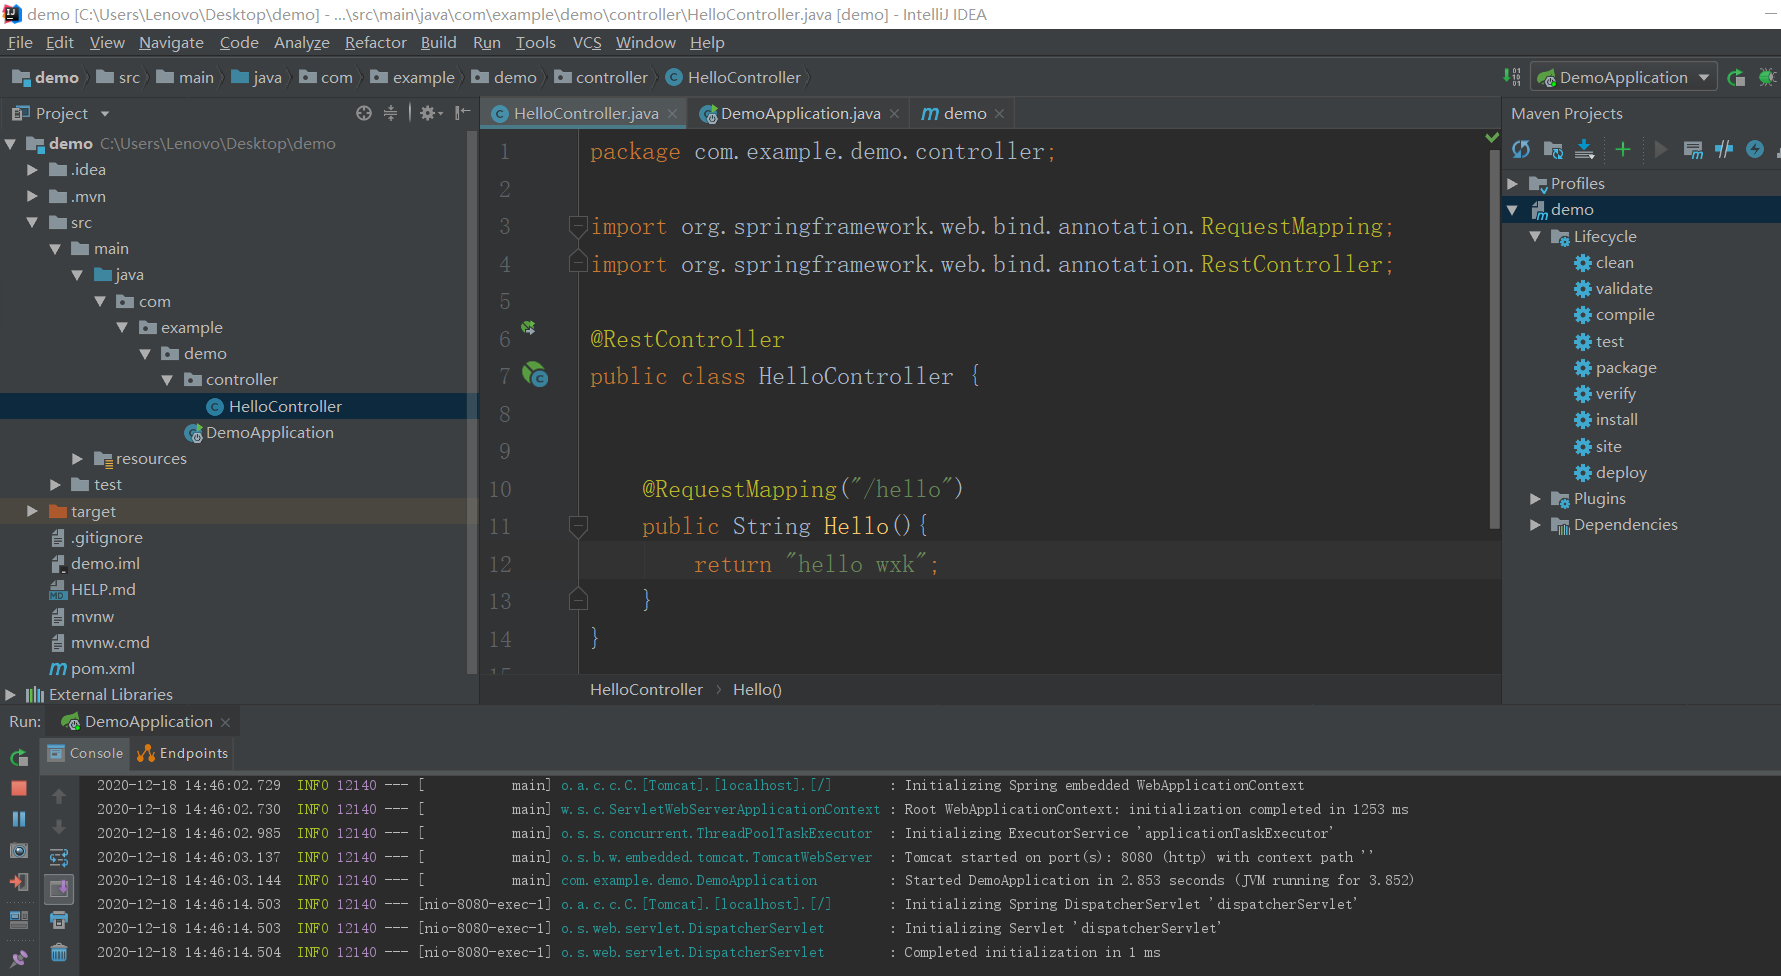 demo [C:\Users\Lenovo\Desktop\demo] - ...\src\main\java\com\example\demo\controller\HelloController.java [demo] - IntelliJ IDEA
File Edit View Navigate Code Analyze Refactor Build Run Tools VCS Window Help
demo src main java com example demo controller HelloController DemoApplication
Project
HelloController.java DemoApplication.java demo
Maven Projects
demo C:\Users\Lenovo\Desktop\demo
.idea
.mvn
src
main
java
com
example
demo
controller
HelloController
DemoApplication
resources
test
target
.gitignore
demo.iml
HELP.md
mvnw
mvnw.cmd
pom.xml
External Libraries
1 package com.example.demo.controller;
2
3 import org.springframework.web.bind.annotation.RequestMapping;
4 import org.springframework.web.bind.annotation.RestController;
5
6 @RestController
7 public class HelloController {
8
9
10 @RequestMapping("/hello")
11 public String Hello(){
12 return "hello wxk";
13 }
14 }
HelloController › Hello()
Profiles
demo
Lifecycle
clean
validate
compile
test
package
verify
install
site
deploy
Plugins
Dependencies
Run: DemoApplication
Console Endpoints
2020-12-18 14:46:02.729 INFO 12140 --- [ main] o.a.c.c.C.[Tomcat].[localhost].[/] : Initializing Spring embedded WebApplicationContext
2020-12-18 14:46:02.730 INFO 12140 --- [ main] w.s.c.ServletWebServerApplicationContext : Root WebApplicationContext: initialization completed in 1253 ms
2020-12-18 14:46:02.985 INFO 12140 --- [ main] o.s.s.concurrent.ThreadPoolTaskExecutor : Initializing ExecutorService 'applicationTaskExecutor'
2020-12-18 14:46:03.137 INFO 12140 --- [ main] o.s.b.w.embedded.tomcat.TomcatWebServer : Tomcat started on port(s): 8080 (http) with context path ''
2020-12-18 14:46:03.144 INFO 12140 --- [ main] com.example.demo.DemoApplication : Started DemoApplication in 2.853 seconds (JVM running for 3.852)
2020-12-18 14:46:14.503 INFO 12140 --- [nio-8080-exec-1] o.a.c.c.C.[Tomcat].[localhost].[/] : Initializing Spring DispatcherServlet 'dispatcherServlet'
2020-12-18 14:46:14.503 INFO 12140 --- [nio-8080-exec-1] o.s.web.servlet.DispatcherServlet : Initializing Servlet 'dispatcherServlet'
2020-12-18 14:46:14.504 INFO 12140 --- [nio-8080-exec-1] o.s.web.servlet.DispatcherServlet : Completed initialization in 1 ms